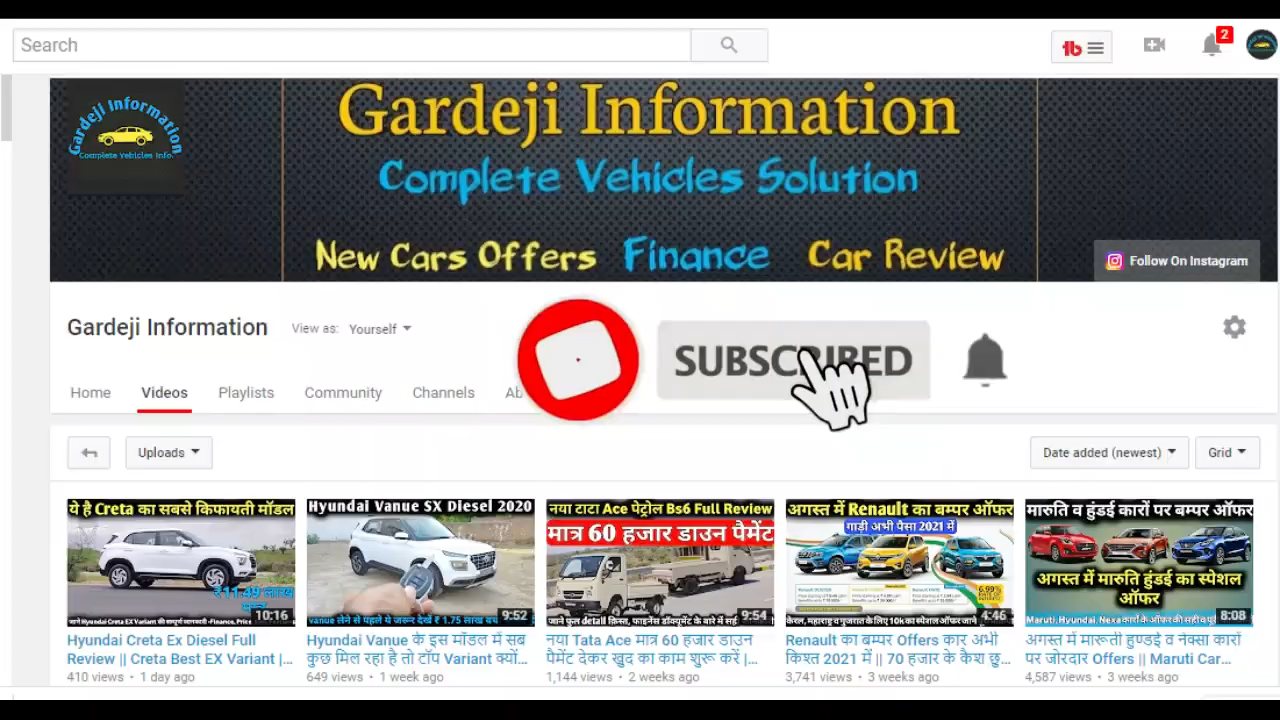 Search
2
Gardeji Information
Complete Vehicles Info.
Gardeji Information
Complete Vehicles Solution
New Cars Offers Finance Car Review
Follow On Instagram
Gardeji Information
View as: Yourself
SUBSCRIBED
Home Videos Playlists Community Channels Ab
Uploads
Date added (newest)
Grid
ये है Creta का सबसे किफायती मॉडल
10:16
Hyundai Creta Ex Diesel Full
Review || Creta Best EX Variant |...
410 views • 1 day ago
Hyundai Vanue SX Diesel 2020
9:52
Hyundai Vanue के इस मॉडल में सब
कुछ मिल रहा है तो टॉप Variant क्यों...
649 views • 1 week ago
नया टाटा Ace पेट्रोल Bs6 Full Review
मात्र 60 हजार डाउन पैमेंट
9:54
नया Tata Ace मात्र 60 हजार डाउन
पैमेंट देकर खुद का काम शुरू करें |...
1,144 views • 2 weeks ago
अगस्त में Renault का बम्पर ऑफर
गाड़ी अभी पैसा 2021 में
4:46
Renault का बम्पर Offers कार अभी
किश्त 2021 में || 70 हजार के कैश छु...
3,741 views • 3 weeks ago
मारुति व हुंडई कारों पर बम्पर ऑफर
अगस्त में मारुति हुंडई का स्पेशल
ऑफर
8:08
अगस्त में मारूती हुण्डई व नेक्सा कारों
पर जोरदार Offers || Maruti Car...
4,587 views • 3 weeks ago